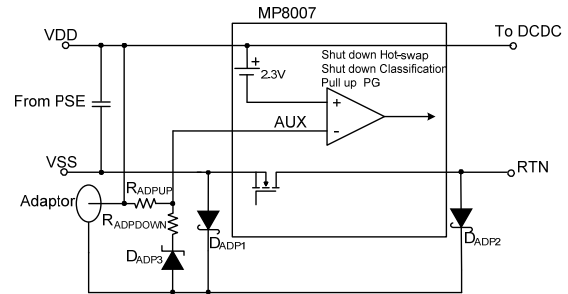 MP8007
VDD
To DCDC
+
2.3V
Shut down Hot-swap
Shut down Classification
Pull up PG
From PSE
+
AUX
-
VSS
RTN
Adaptor
RADPUP
RADPDOWN
DADP1
DADP2
DADP3